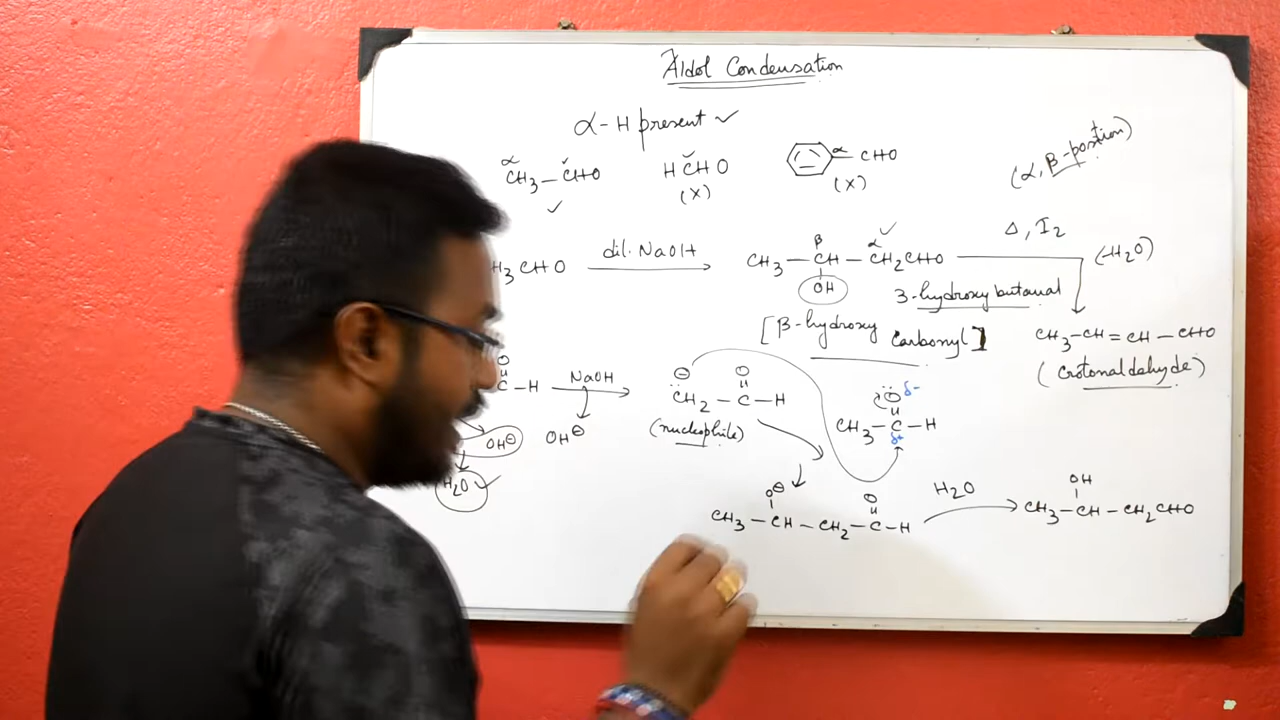 Aldol Condensation
α-H present ✓
α CH3 — CHO ✓
HCHO (x)
α — CHO (x)
(α, β-position)
H3 CHO dil. NaOH → CH3 — CH(OH) — CH2CHO
β α ✓
Δ, I2
(-H2O)
3-hydroxy butanal
[β-hydroxy carbonyl]
CH3-CH=CH-CHO
(Crotonaldehyde)
O
C-H NaOH → ⊖ :CH2 — C(=O) — H
CH3 — C(=O) — H δ- δ+
OH⊖ OH⊖
(nucleophile)
H2O ✓
CH3 — CH(O⊖) — CH2 — C(=O) — H H2O → CH3 — CH(OH) — CH2CHO